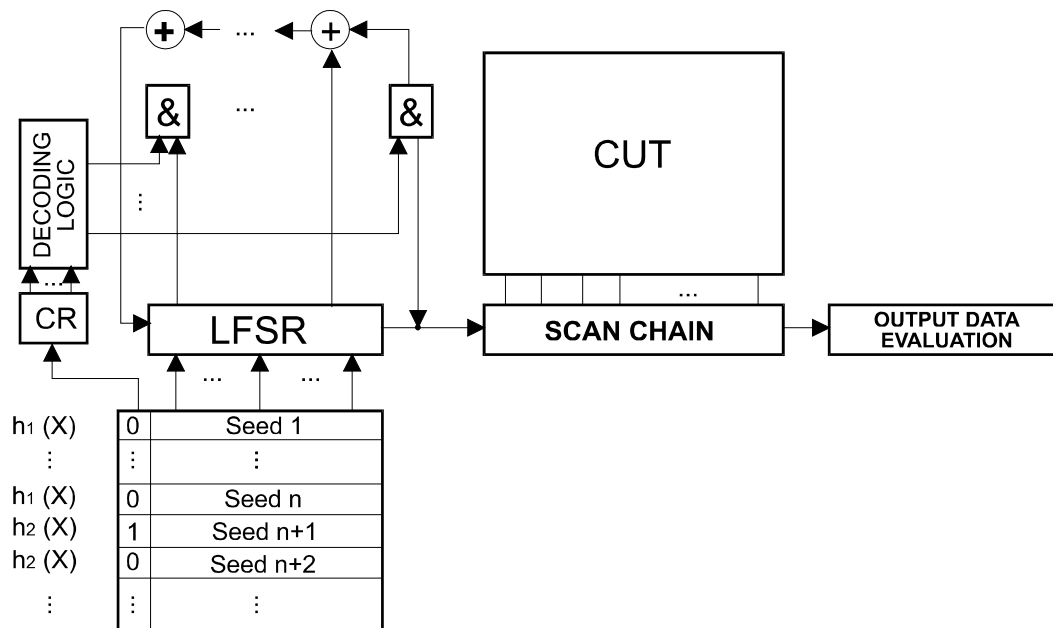 + ... +
& ... &
DECODING
LOGIC
...
CUT
...
CR
LFSR
...
SCAN CHAIN
OUTPUT DATA
EVALUATION
... ...
h1 (X) 0 Seed 1
... ... ...
h1 (X) 0 Seed n
h2 (X) 1 Seed n+1
h2 (X) 0 Seed n+2
... ... ...